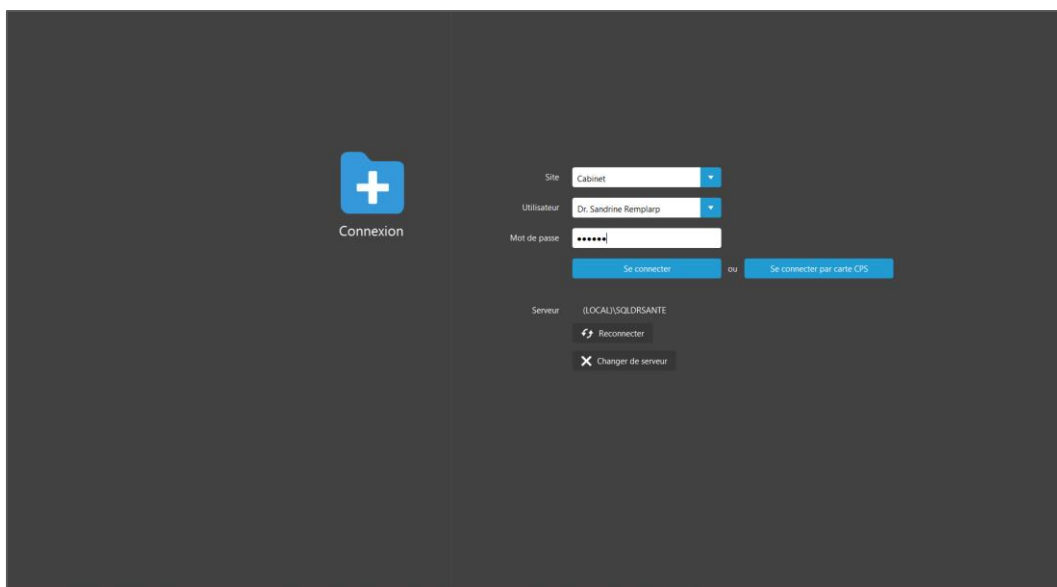 Connexion
Site Cabinet
Utilisateur Dr. Sandrine Remplarp
Mot de passe ••••••
Se connecter ou Se connecter par carte CPS
Serveur (LOCAL)\SQLDRSANTE
Reconnecter
Changer de serveur